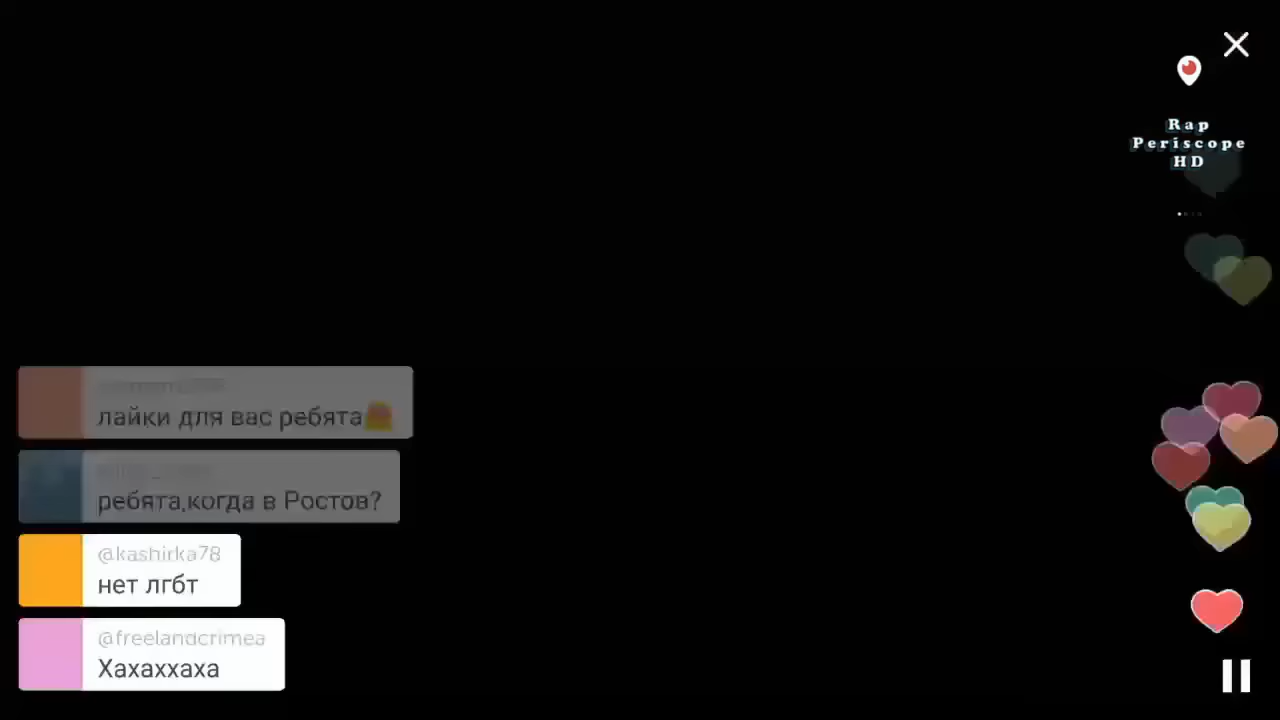 Rap
Periscope
HD
лайки для вас ребята
ребята,когда в Ростов?
@kashirka78
нет лгбт
@freelandcrimea
Хахаххаха